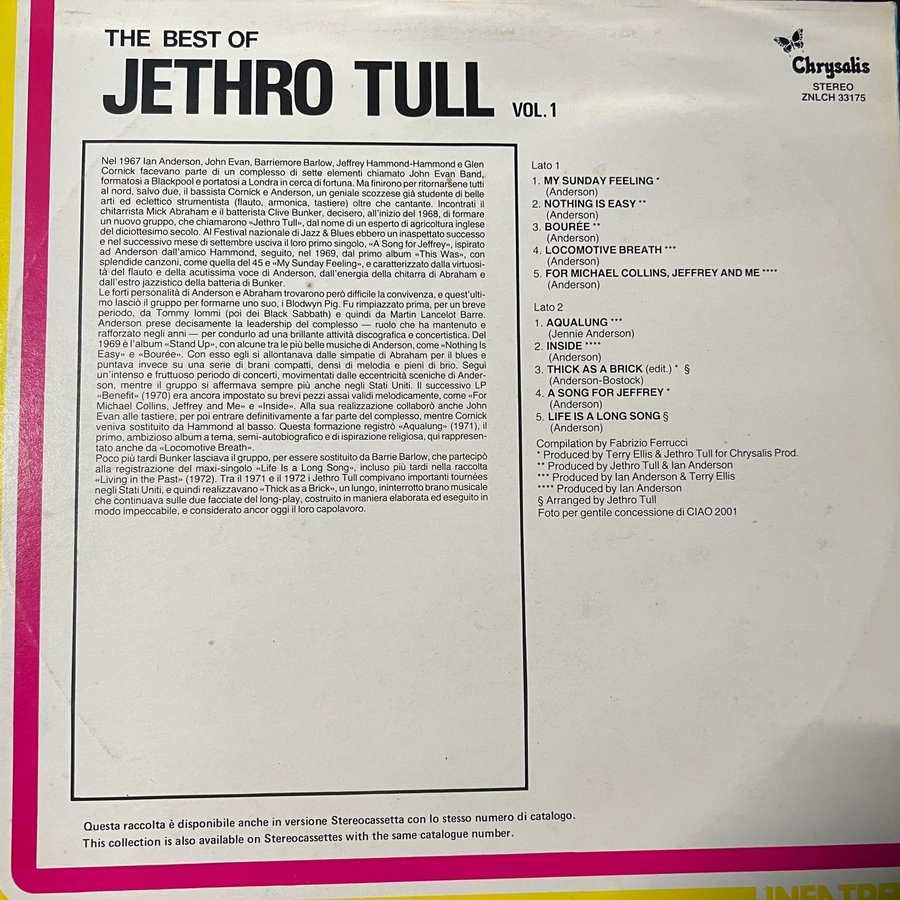 THE BEST OF
JETHRO TULL VOL. 1
Chrysalis
STEREO
ZNLCH 33175
Nel 1967 Ian Anderson, John Evan, Barriemore Barlow, Jeffrey Hammond-Hammond e Glen
Cornick facevano parte di un complesso di sette elementi chiamato John Evan Band,
formatosi a Blackpool e portatosi a Londra in cerca di fortuna. Ma finirono per ritornarsene tutti
al nord, salvo due, il bassista Cornick e Anderson, un geniale scozzese già studente di belle
arti ed eclettico strumentista (flauto, armonica, tastiere) oltre che cantante. Incontrati il
chitarrista Mick Abraham e il batterista Clive Bunker, decisero, all'inizio del 1968, di formare
un nuovo gruppo, che chiamarono «Jethro Tull», dal nome di un esperto di agricoltura inglese
del diciottesimo secolo. Al Festival nazionale di Jazz & Blues ebbero un inaspettato successo
e nel successivo mese di settembre usciva il loro primo singolo, «A Song for Jeffrey», ispirato
ad Anderson dall'amico Hammond, seguito, nel 1969, dal primo album «This Was», con
splendide canzoni, come quella del 45 e «My Sunday Feeling», e caratterizzato dalla virtuosi-
tà del flauto e della acutissima voce di Anderson, dall'energia della chitarra di Abraham e
dall'estro jazzistico della batteria di Bunker.
Le forti personalità di Anderson e Abraham trovarono però difficile la convivenza, e quest'ulti-
mo lasciò il gruppo per formarne uno suo, i Blodwyn Pig. Fu rimpiazzato prima, per un breve
periodo, da Tommy Iommi (poi dei Black Sabbath) e quindi da Martin Lancelot Barre.
Anderson prese decisamente la leadership del complesso — ruolo che ha mantenuto e
rafforzato negli anni — per condurlo ad una brillante attività discografica e concertistica. Del
1969 è l'album «Stand Up», con alcune tra le più belle musiche di Anderson, come «Nothing Is
Easy» e «Bourée». Con esso egli si allontanava dalle simpatie di Abraham per il blues e
puntava invece su una serie di brani compatti, densi di melodia e pieni di brio. Seguì
un'intenso e fruttuoso periodo di concerti, movimentati dalle eccentricità sceniche di Ander-
son, mentre il gruppo si affermava sempre più anche negli Stati Uniti. Il successivo LP
«Benefit» (1970) era ancora impostato su brevi pezzi assai validi melodicamente, come «For
Michael Collins, Jeffrey and Me» e «Inside». Alla sua realizzazione collaborò anche John
Evan alle tastiere, per poi entrare definitivamente a far parte del complesso, mentre Cornick
veniva sostituito da Hammond al basso. Questa formazione registrò «Aqualung» (1971), il
primo, ambizioso album a tema, semi-autobiografico e di ispirazione religiosa, qui rappresen-
tato anche da «Locomotive Breath».
Poco più tardi Bunker lasciava il gruppo, per essere sostituito da Barrie Barlow, che partecipò
alla registrazione del maxi-singolo «Life Is a Long Song», incluso più tardi nella raccolta
«Living in the Past» (1972). Tra il 1971 e il 1972 i Jethro Tull compivano importanti tournées
negli Stati Uniti, e quindi realizzavano «Thick as a Brick», un lungo, ininterrotto brano musicale
che continuava sulle due facciate del long-play, costruito in maniera elaborata ed eseguito in
modo impeccabile, e considerato ancor oggi il loro capolavoro.
Lato 1
1. MY SUNDAY FEELING *
(Anderson)
2. NOTHING IS EASY **
(Anderson)
3. BOURÉE **
(Anderson)
4. LOCOMOTIVE BREATH ***
(Anderson)
5. FOR MICHAEL COLLINS, JEFFREY AND ME ****
(Anderson)
Lato 2
1. AQUALUNG ***
(Jennie Anderson)
2. INSIDE ****
(Anderson)
3. THICK AS A BRICK (edit.) * §
(Anderson-Bostock)
4. A SONG FOR JEFFREY *
(Anderson)
5. LIFE IS A LONG SONG §
(Anderson)
Compilation by Fabrizio Ferrucci
* Produced by Terry Ellis & Jethro Tull for Chrysalis Prod.
** Produced by Jethro Tull & Ian Anderson
*** Produced by Ian Anderson & Terry Ellis
**** Produced by Ian Anderson
§ Arranged by Jethro Tull
Foto per gentile concessione di CIAO 2001
Questa raccolta è disponibile anche in versione Stereocassetta con lo stesso numero di catalogo.
This collection is also available on Stereocassettes with the same catalogue number.